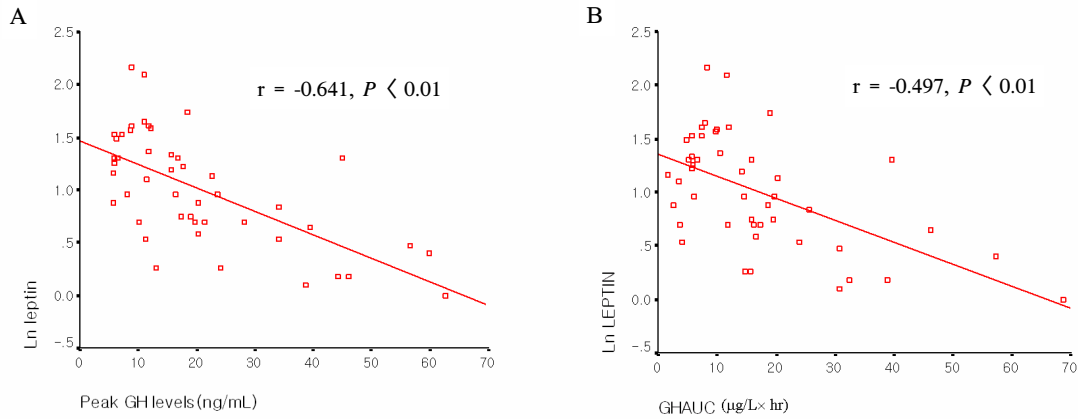 A
2.5
2.0
1.5
1.0
.5
0.0
-.5
Ln leptin
r = -0.641, P < 0.01
0 10 20 30 40 50 60 70
Peak GH levels(ng/mL)
B
2.5
2.0
1.5
1.0
.5
0.0
-.5
Ln LEPTIN
r = -0.497, P < 0.01
0 10 20 30 40 50 60 70
GHAUC (μg/L× hr)